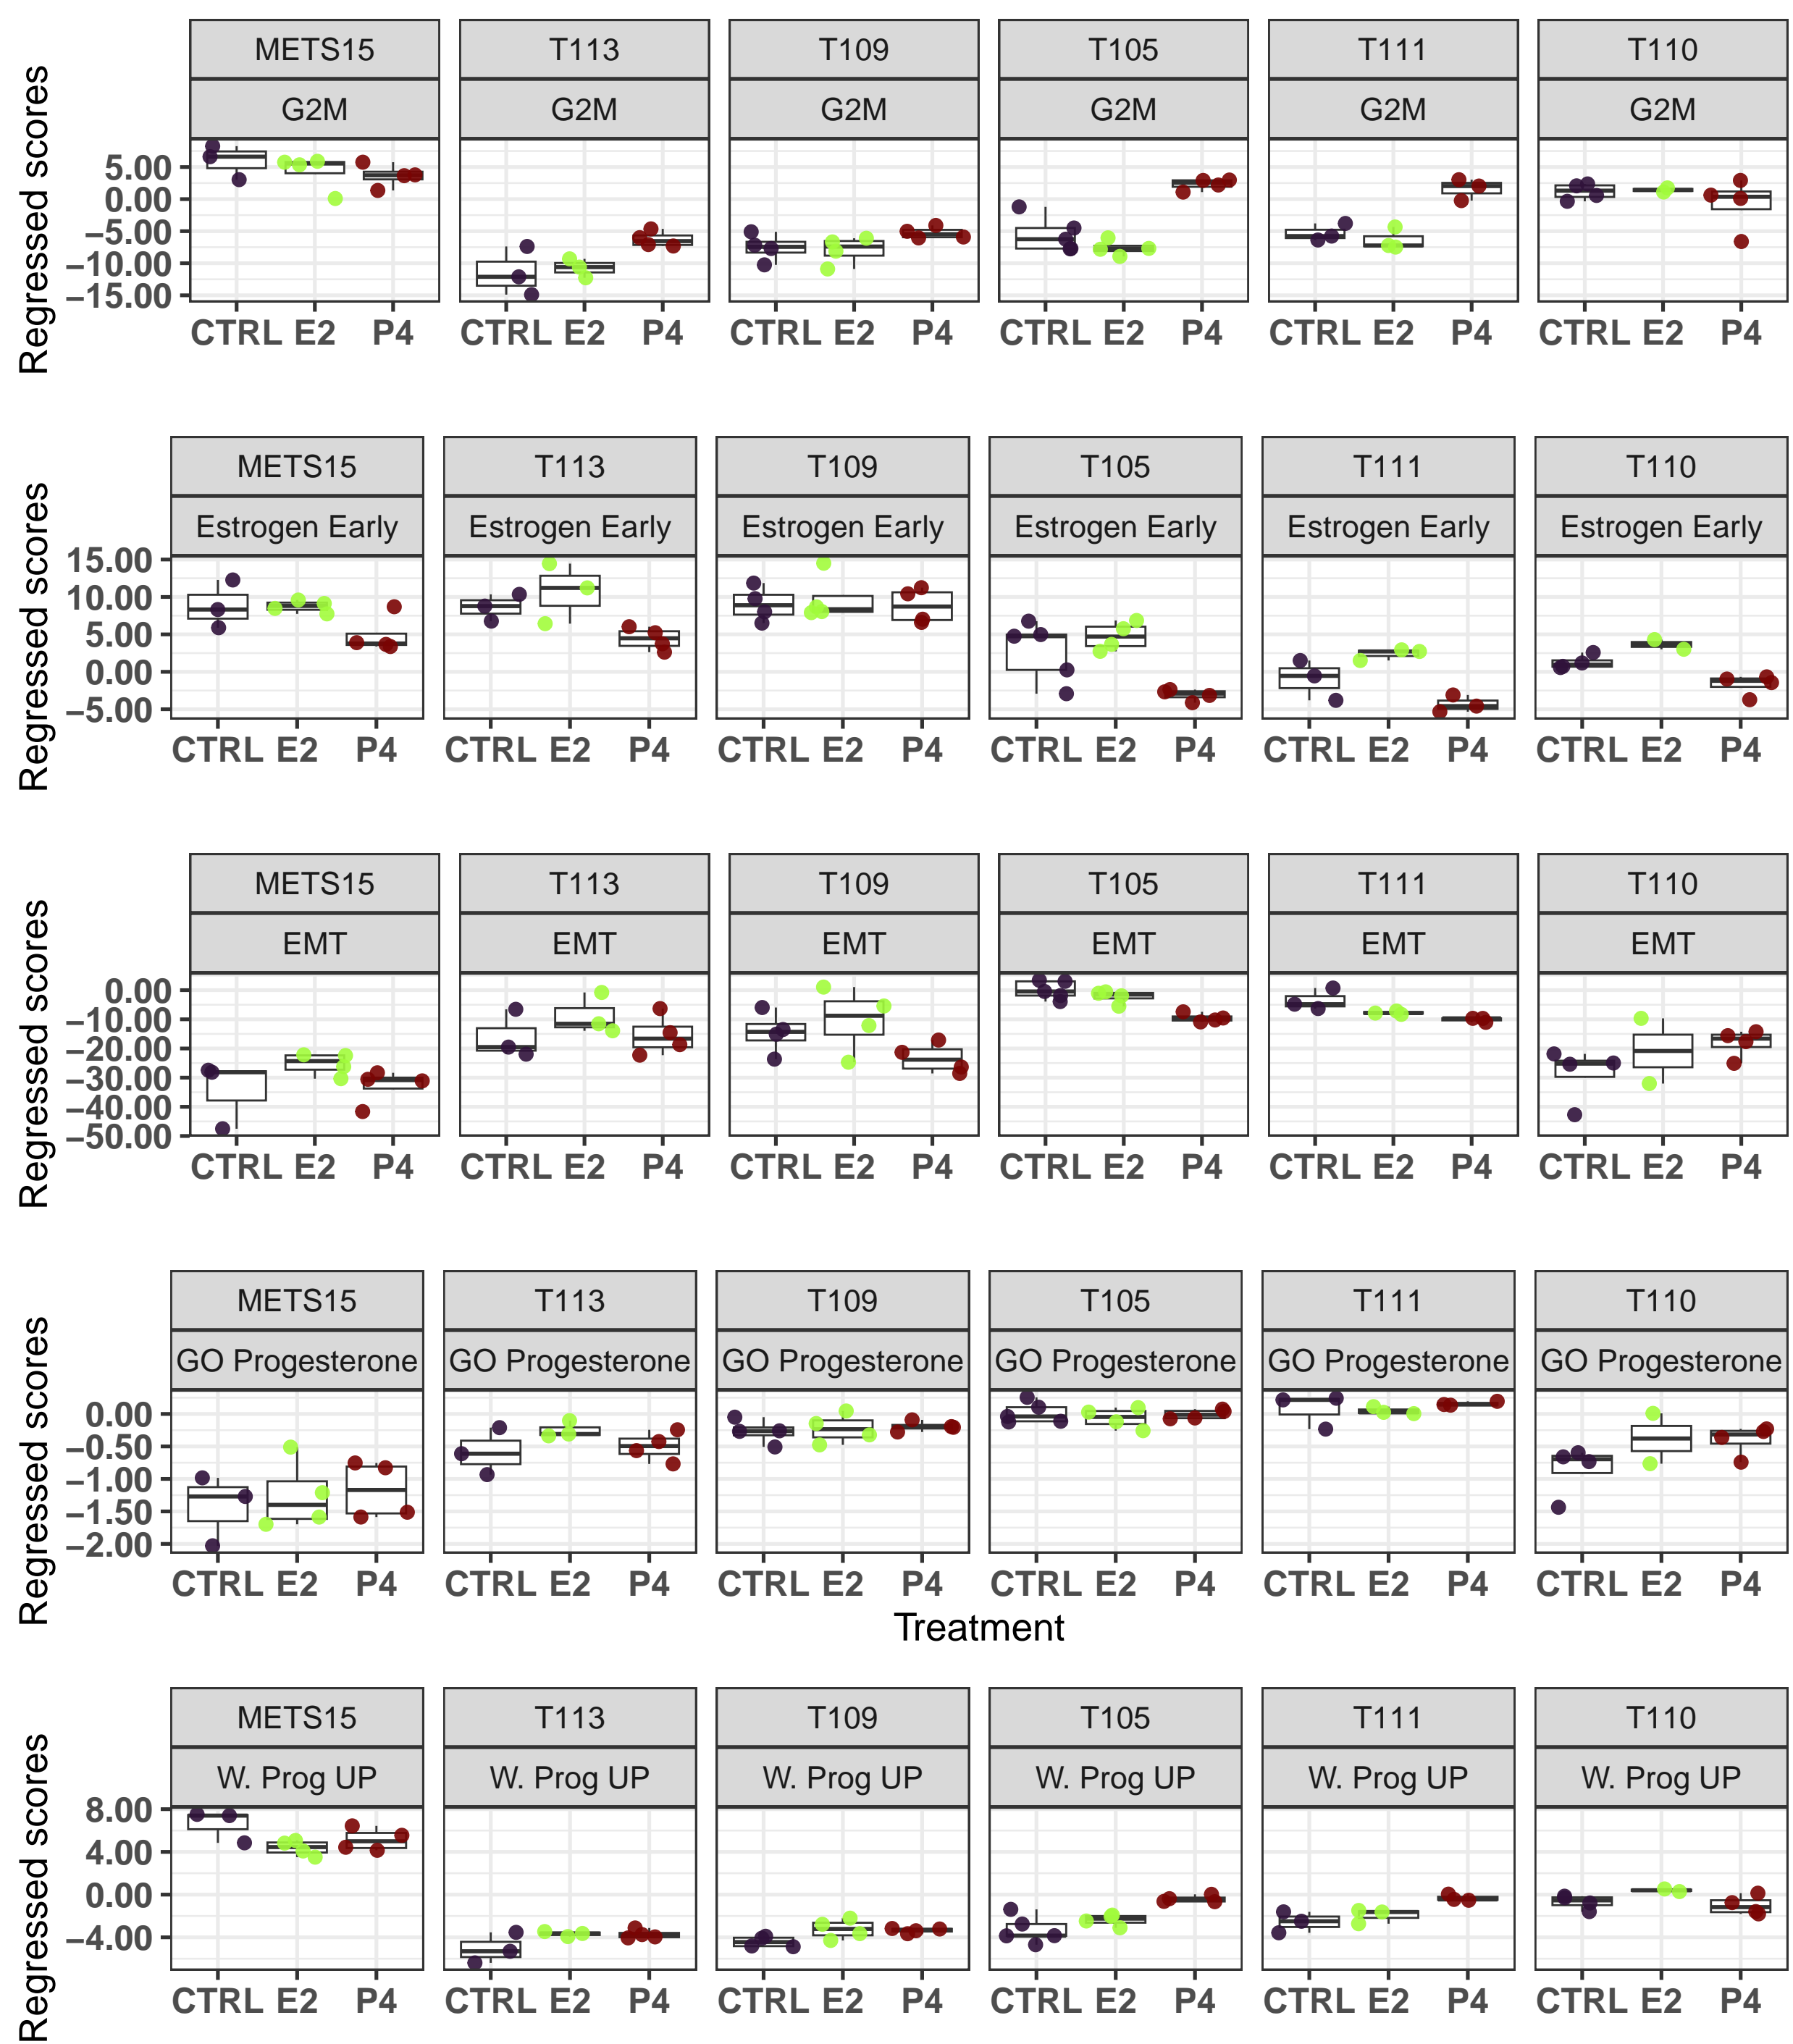 Regressed scores
METS15 T113 T109 T105 T111 T110
G2M G2M G2M G2M G2M G2M
5.00
0.00
−5.00
−10.00
−15.00
CTRL E2 P4 CTRL E2 P4 CTRL E2 P4 CTRL E2 P4 CTRL E2 P4 CTRL E2 P4
Regressed scores
METS15 T113 T109 T105 T111 T110
Estrogen Early Estrogen Early Estrogen Early Estrogen Early Estrogen Early Estrogen Early
15.00
10.00
5.00
0.00
−5.00
CTRL E2 P4 CTRL E2 P4 CTRL E2 P4 CTRL E2 P4 CTRL E2 P4 CTRL E2 P4
Regressed scores
METS15 T113 T109 T105 T111 T110
EMT EMT EMT EMT EMT EMT
0.00
−10.00
−20.00
−30.00
−40.00
−50.00
CTRL E2 P4 CTRL E2 P4 CTRL E2 P4 CTRL E2 P4 CTRL E2 P4 CTRL E2 P4
Regressed scores
METS15 T113 T109 T105 T111 T110
GO Progesterone GO Progesterone GO Progesterone GO Progesterone GO Progesterone GO Progesterone
0.00
−0.50
−1.00
−1.50
−2.00
CTRL E2 P4 CTRL E2 P4 CTRL E2 P4 CTRL E2 P4 CTRL E2 P4 CTRL E2 P4
Treatment
Regressed scores
METS15 T113 T109 T105 T111 T110
W. Prog UP W. Prog UP W. Prog UP W. Prog UP W. Prog UP W. Prog UP
8.00
4.00
0.00
−4.00
CTRL E2 P4 CTRL E2 P4 CTRL E2 P4 CTRL E2 P4 CTRL E2 P4 CTRL E2 P4